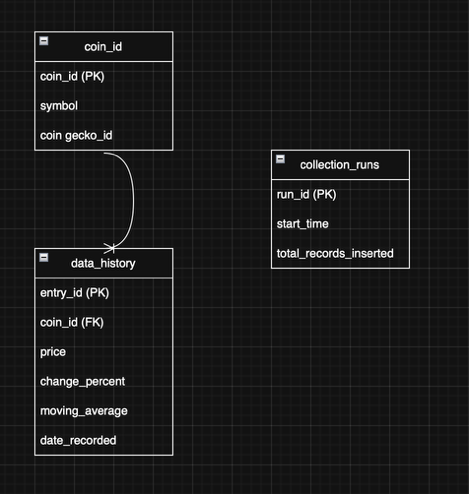 coin_id
coin_id (PK)
symbol
coin gecko_id
collection_runs
run_id (PK)
start_time
total_records_inserted
data_history
entry_id (PK)
coin_id (FK)
price
change_percent
moving_average
date_recorded